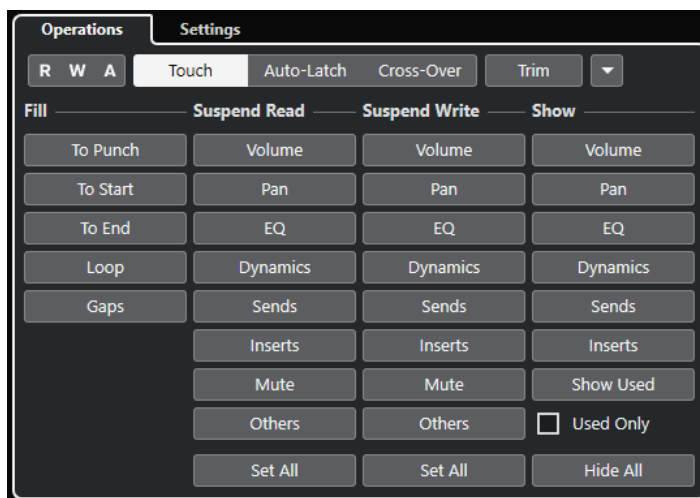 Operations Settings
R W A Touch Auto-Latch Cross-Over Trim
Fill Suspend Read Suspend Write Show
To Punch Volume Volume Volume
To Start Pan Pan Pan
To End EQ EQ EQ
Loop Dynamics Dynamics Dynamics
Gaps Sends Sends Sends
Inserts Inserts Inserts
Mute Mute Show Used
Others Others Used Only
Set All Set All Hide All